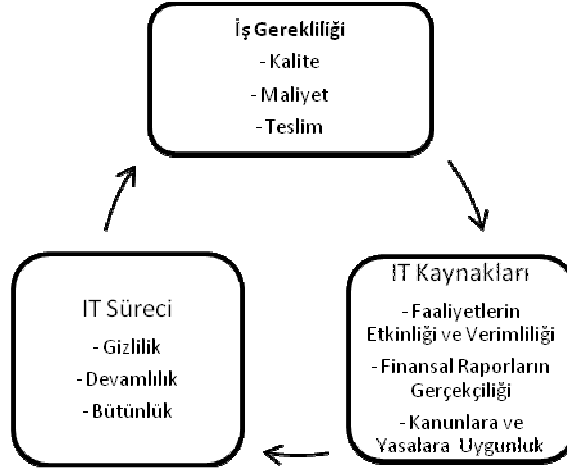 İş Gerekliliği
- Kalite
- Maliyet
- Teslim
IT Süreci
- Gizlilik
- Devamlılık
- Bütünlük
IT Kaynakları
- Faaliyetlerin
Etkinliği ve Verimliliği
- Finansal Raporların
Gerçekçiliği
- Kanunlara ve
Yasalara Uygunluk